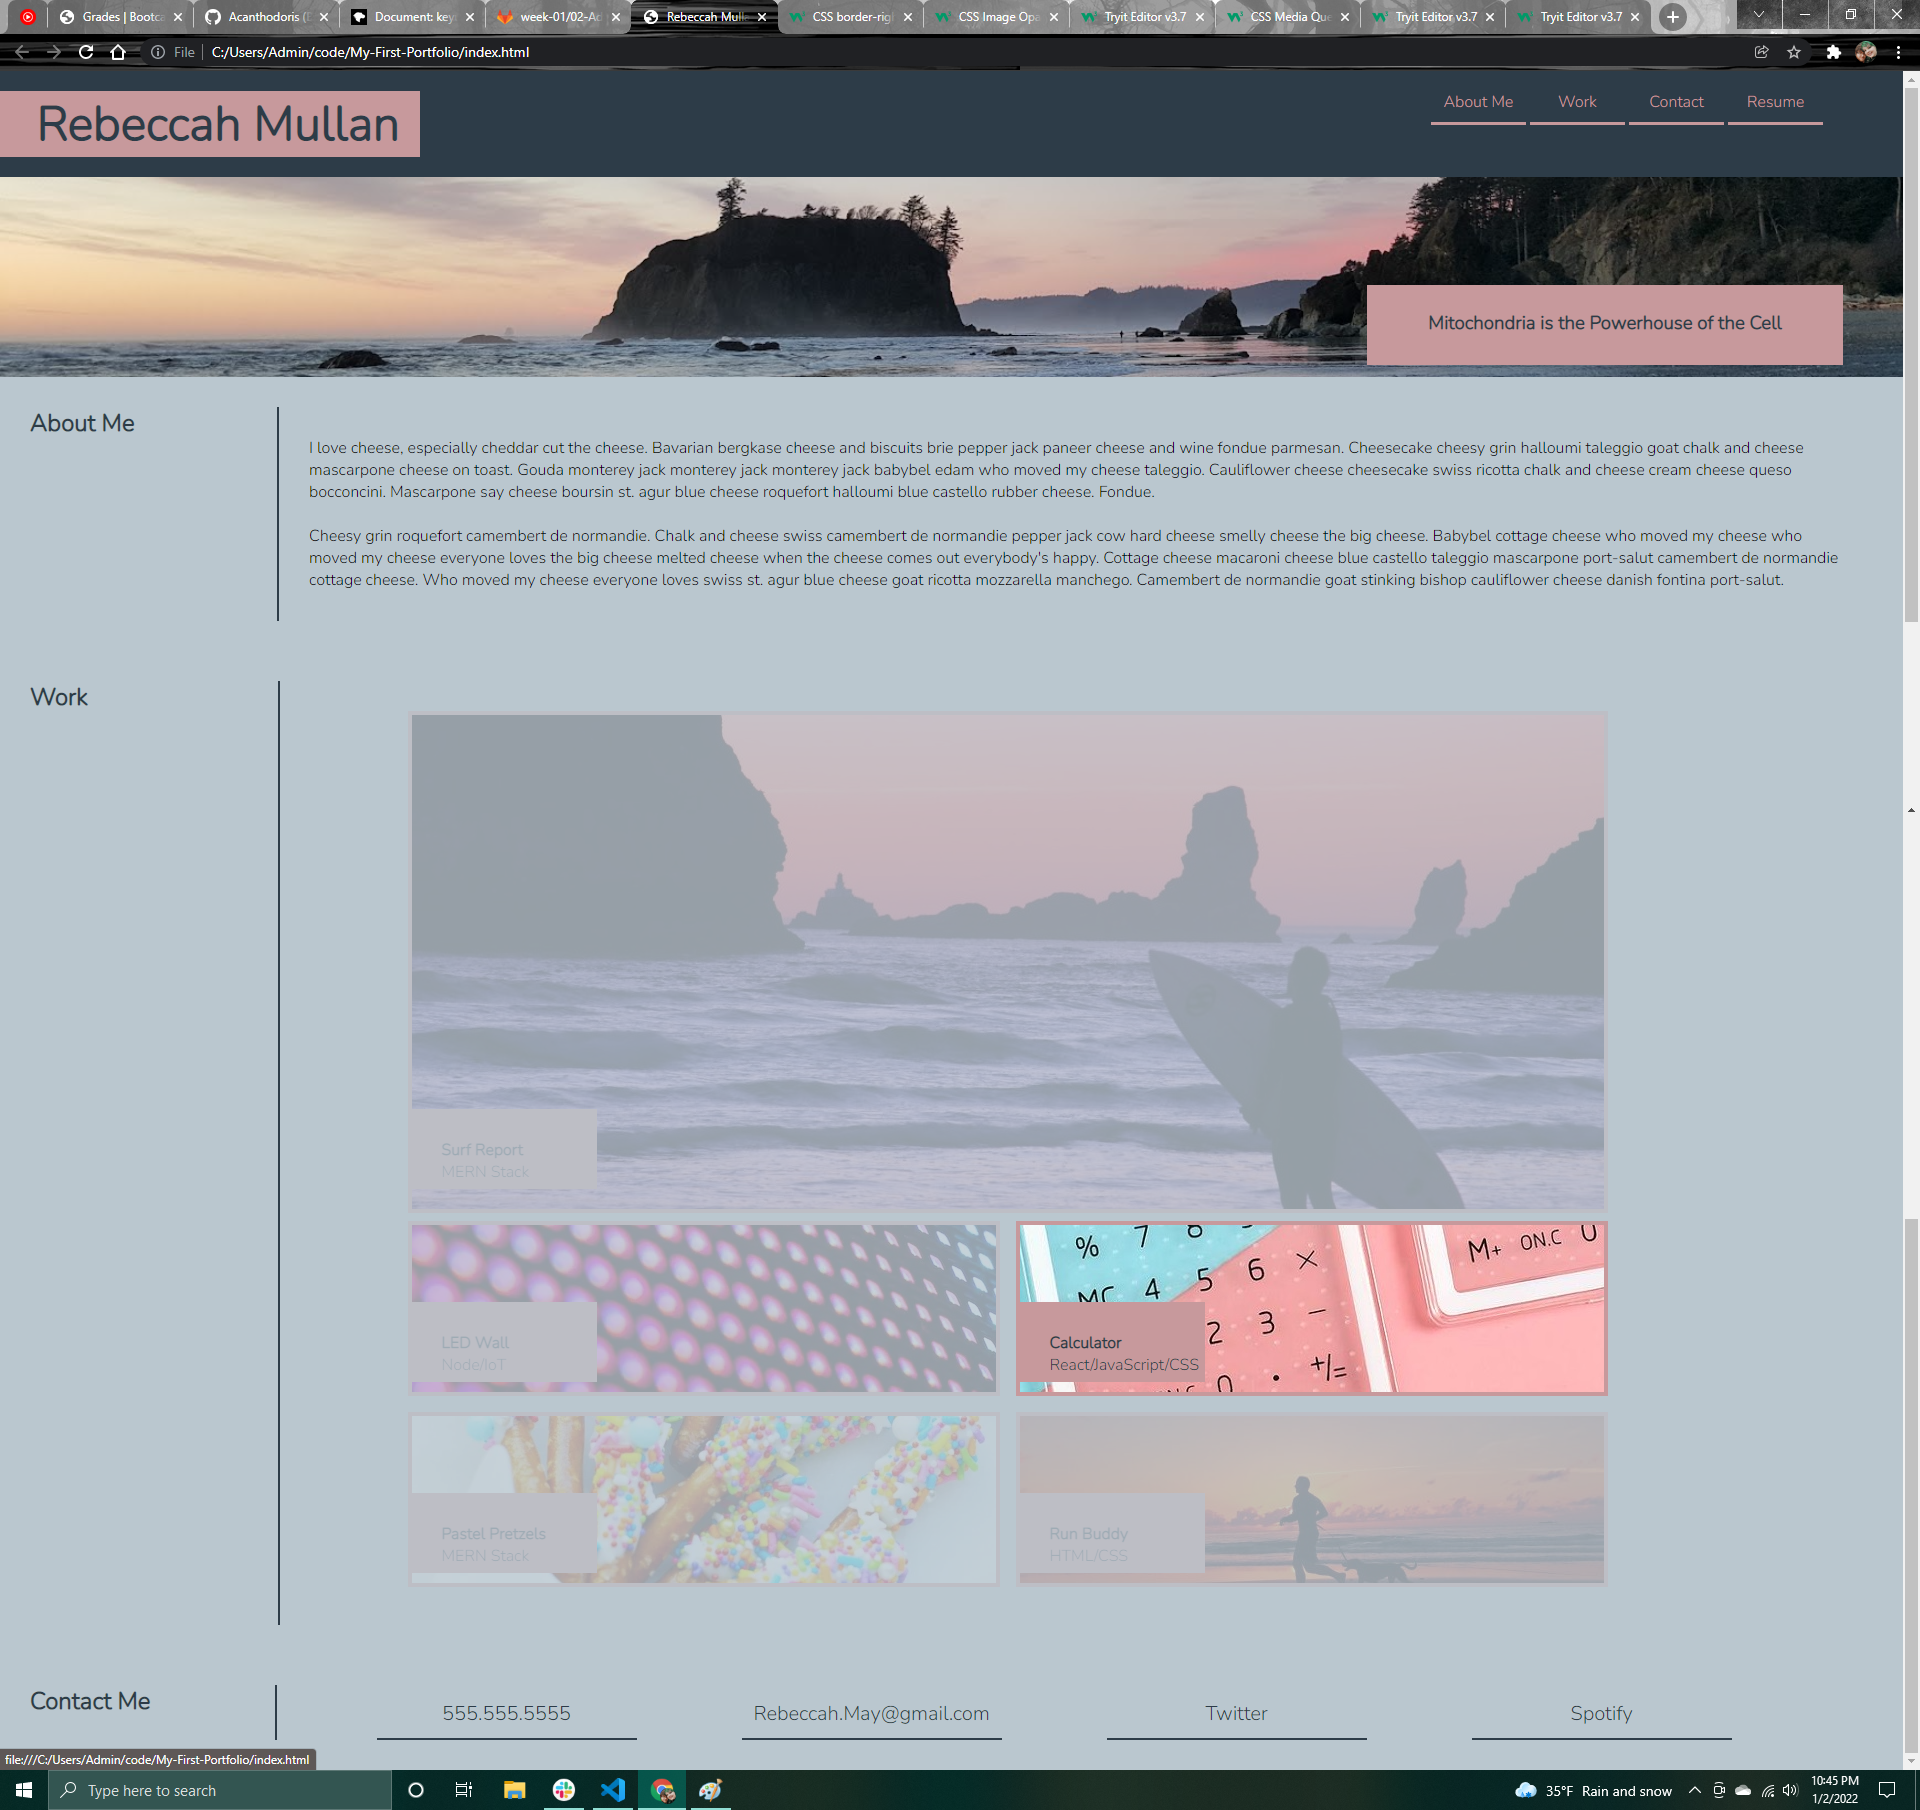 Grades | Bootca
Acanthodoris (
Document: key
week-01/02-Ad
Rebeccah Mull
CSS border-rig
CSS Image Opa
Tryit Editor v3.7
CSS Media Que
Tryit Editor v3.7
Tryit Editor v3.7
File C:/Users/Admin/code/My-First-Portfolio/index.html
Rebeccah Mullan
About Me Work Contact Resume
Mitochondria is the Powerhouse of the Cell
About Me
I love cheese, especially cheddar cut the cheese. Bavarian bergkase cheese and biscuits brie pepper jack paneer cheese and wine fondue parmesan. Cheesecake cheesy grin halloumi taleggio goat chalk and cheese
mascarpone cheese on toast. Gouda monterey jack monterey jack monterey jack babybel edam who moved my cheese taleggio. Cauliflower cheese cheesecake swiss ricotta chalk and cheese cream cheese queso
bocconcini. Mascarpone say cheese boursin st. agur blue cheese roquefort halloumi blue castello rubber cheese. Fondue.
Cheesy grin roquefort camembert de normandie. Chalk and cheese swiss camembert de normandie pepper jack cow hard cheese smelly cheese the big cheese. Babybel cottage cheese who moved my cheese who
moved my cheese everyone loves the big cheese melted cheese when the cheese comes out everybody's happy. Cottage cheese macaroni cheese blue castello taleggio mascarpone port-salut camembert de normandie
cottage cheese. Who moved my cheese everyone loves swiss st. agur blue cheese goat ricotta mozzarella manchego. Camembert de normandie goat stinking bishop cauliflower cheese danish fontina port-salut.
Work
Surf Report
MERN Stack
LED Wall
Node/IoT
% 7 8
MC 4 5 6 ×
2 3 −
0 . +/=
M+ ON.C
Calculator
React/JavaScript/CSS
Pastel Pretzels
MERN Stack
Run Buddy
HTML/CSS
Contact Me
555.555.5555
Rebeccah.May@gmail.com
Twitter
Spotify
file:///C:/Users/Admin/code/My-First-Portfolio/index.html
Type here to search
35°F Rain and snow
10:45 PM
1/2/2022